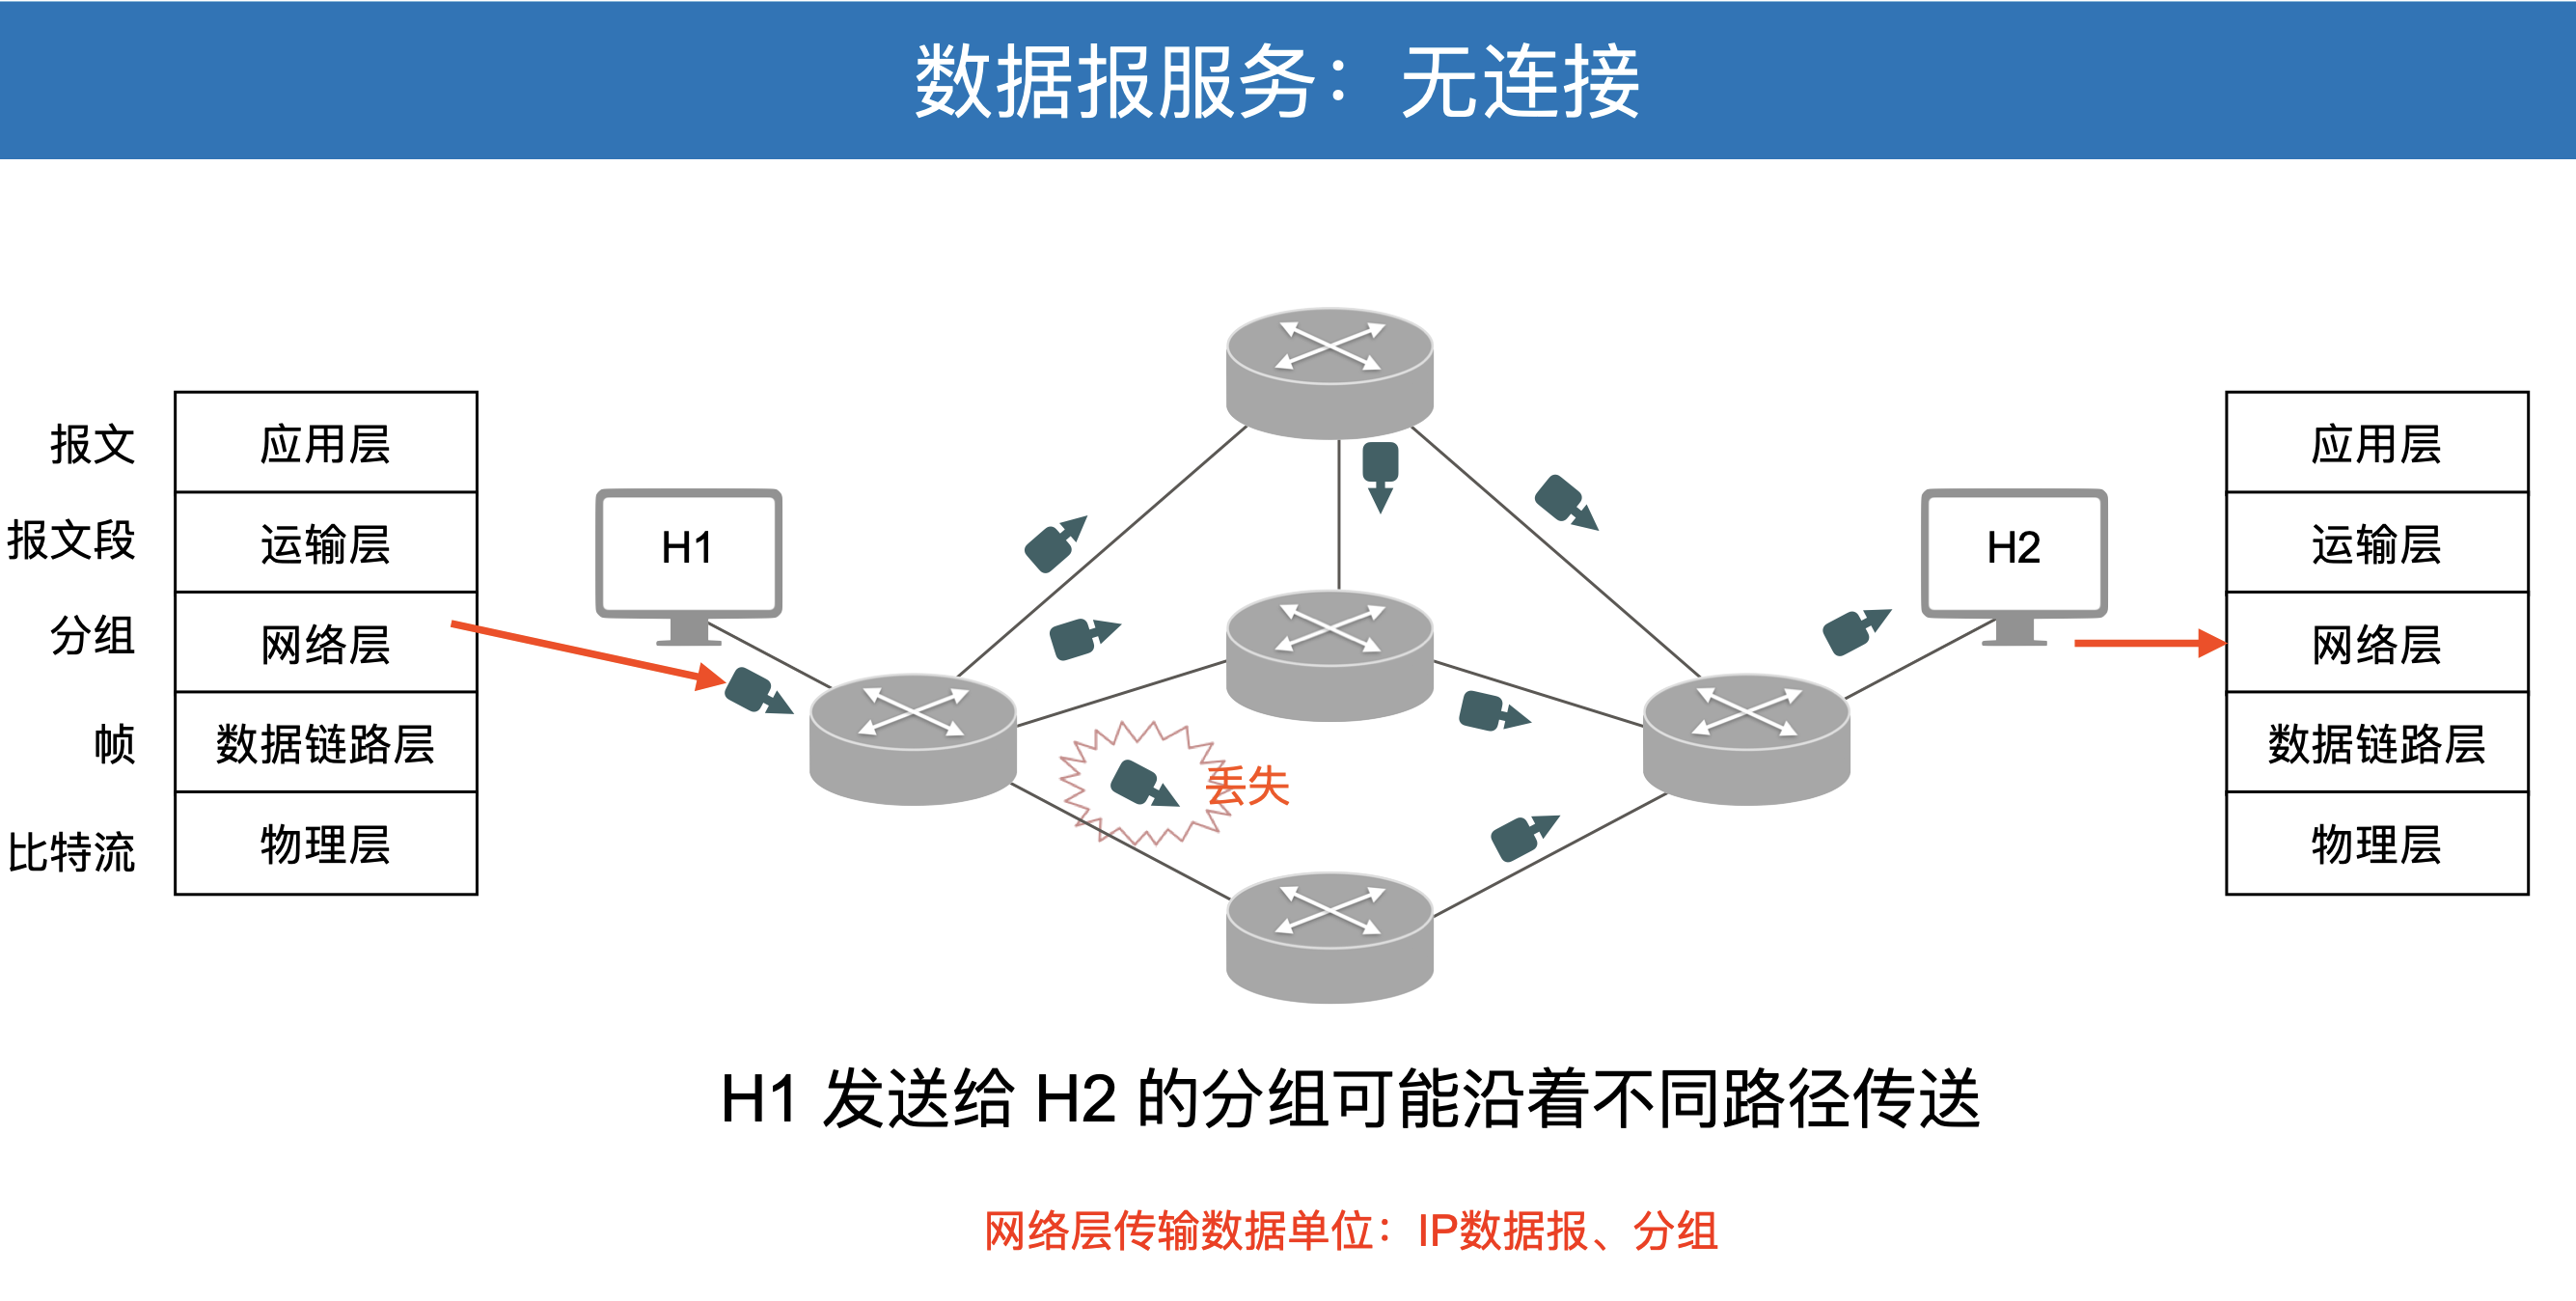 数据报服务：无连接
报文
应用层
报文段
运输层
分组
网络层
帧
数据链路层
比特流
物理层
H1
丢失
H2
应用层
运输层
网络层
数据链路层
物理层
H1 发送给 H2 的分组可能沿着不同路径传送
网络层传输数据单位：IP数据报、分组